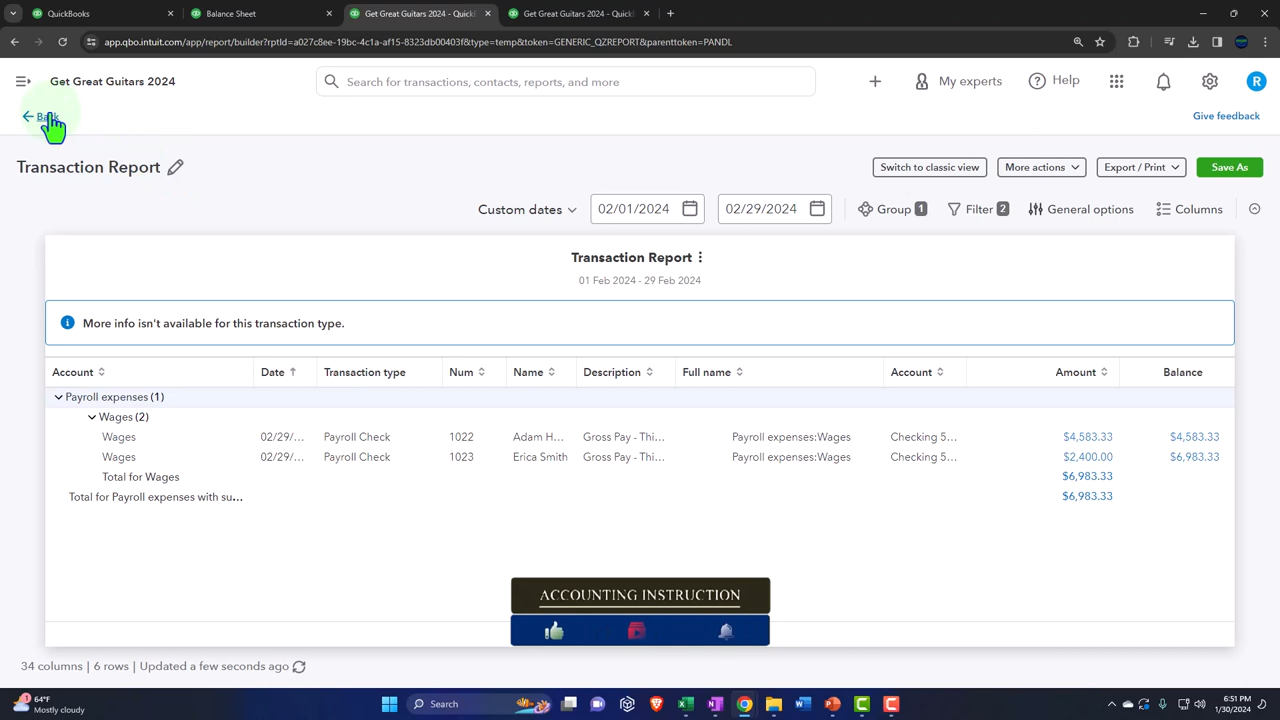 QuickBooks
Balance Sheet
Get Great Guitars 2024 - QuickB
Get Great Guitars 2024 - QuickB
app.qbo.intuit.com/app/report/builder?rptId=a027c8ee-19bc-4c1a-af15-8323db00403f&type=temp&token=GENERIC_QZREPORT&parenttoken=PANDL
Get Great Guitars 2024
Search for transactions, contacts, reports, and more
My experts
Help
R
Back
Give feedback
Transaction Report
Switch to classic view
More actions
Export / Print
Save As
Custom dates
02/01/2024
02/29/2024
Group 1
Filter 2
General options
Columns
Transaction Report
01 Feb 2024 - 29 Feb 2024
More info isn't available for this transaction type.
Account Date Transaction type Num Name Description Full name Account Amount Balance
Payroll expenses (1)
Wages (2)
Wages 02/29/... Payroll Check 1022 Adam H... Gross Pay - Thi... Payroll expenses:Wages Checking 5... $4,583.33 $4,583.33
Wages 02/29/... Payroll Check 1023 Erica Smith Gross Pay - Thi... Payroll expenses:Wages Checking 5... $2,400.00 $6,983.33
Total for Wages $6,983.33
Total for Payroll expenses with su... $6,983.33
ACCOUNTING INSTRUCTION
34 columns | 6 rows | Updated a few seconds ago
64°F
Mostly cloudy
Search
6:51 PM
1/30/2024